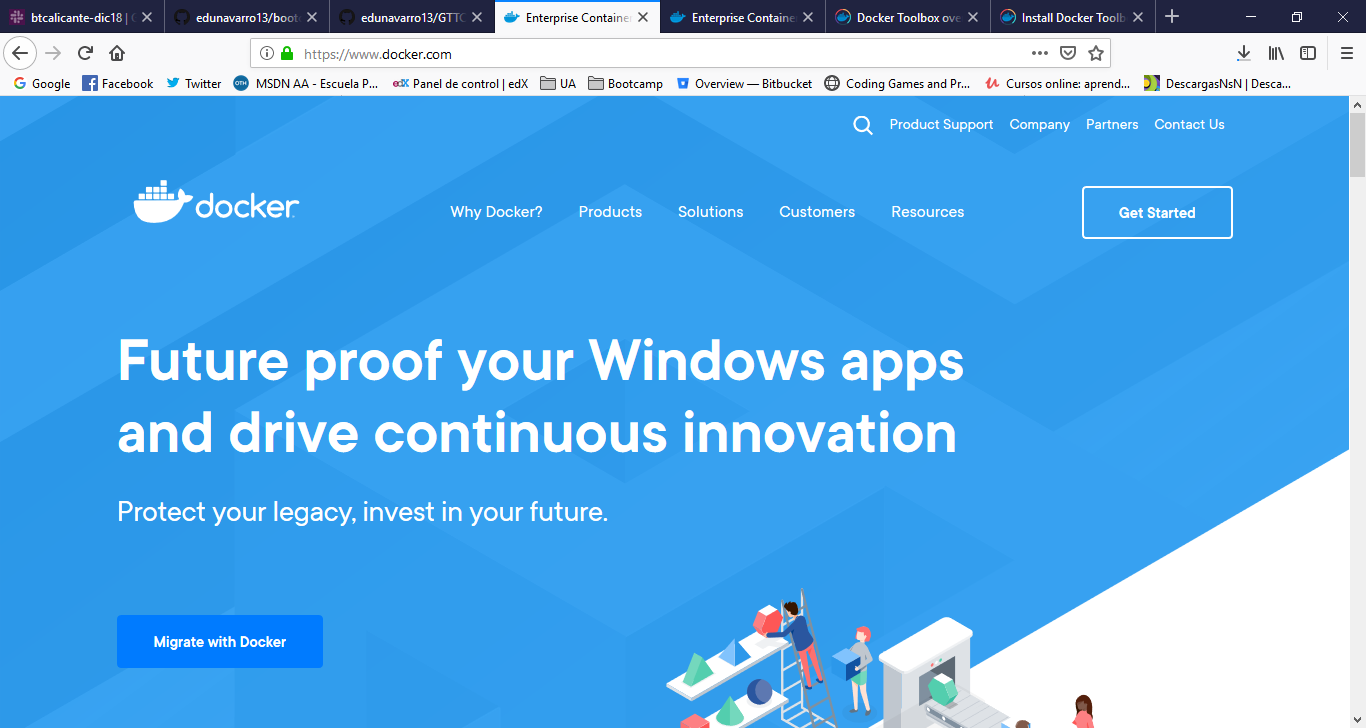 btcalicante-dic18 |
edunavarro13/boot
edunavarro13/GTTC
Enterprise Container
Enterprise Containe
Docker Toolbox ove
Install Docker Toolb
https://www.docker.com
Google
Facebook
Twitter
OTH
MSDN AA - Escuela P...
edX
Panel de control | edX
UA
Bootcamp
Overview — Bitbucket
Coding Games and Pr...
Cursos online: aprend...
DescargasNsN | Desca...
Product Support
Company
Partners
Contact Us
docker
Why Docker?
Products
Solutions
Customers
Resources
Get Started
Future proof your Windows apps
and drive continuous innovation
Protect your legacy, invest in your future.
Migrate with Docker